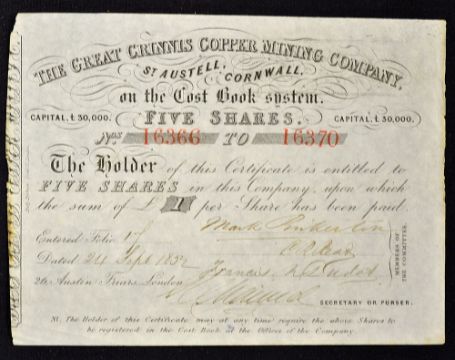 THE GREAT CRINNIS COPPER MINING COMPANY,
ST AUSTELL, CORNWALL,
on the Cost Book system.
CAPITAL, £30,000. FIVE SHARES. CAPITAL, £30,000.
Nos 16366 TO 16370
The Holder of this Certificate is entitled to
FIVE SHARES in this Company, upon which
the sum of £1 per Share has been paid.
Entered Folio Mark
Dated 24 Sept 1852
26 Austin Friars, London Francis
MEMBERS OF THE COMMITTEE.
SECRETARY OR PURSER.
N.B. The Holder of this Certificate may at any time require the above Shares to
be registered in the Cost Book at the Offices of the Company.